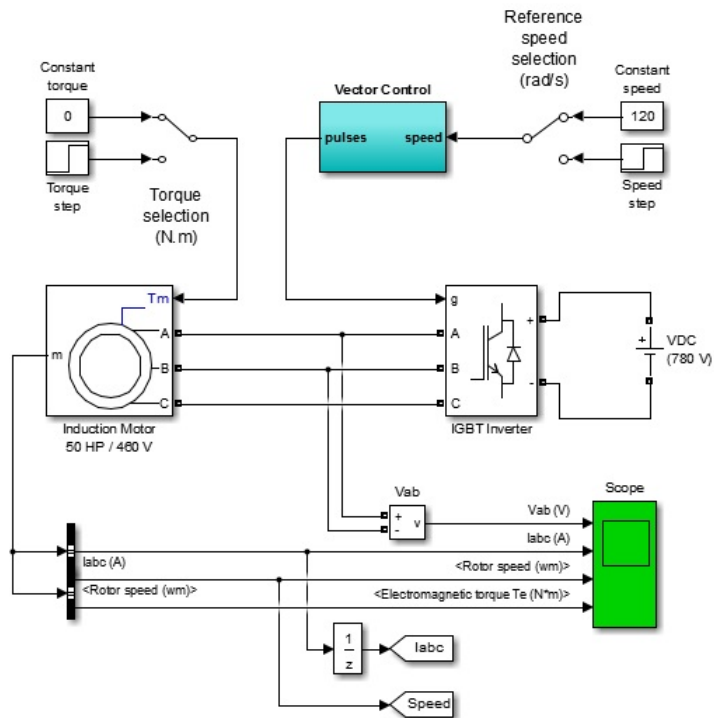 Reference
speed
selection
(rad/s)
Constant
torque
0
Torque
step
Torque
selection
(N.m)
Vector Control
pulses
speed
Constant
speed
120
Speed
step
Tm
m
A
B
C
Induction Motor
50 HP / 460 V
g
A
B
C
+
-
IGBT Inverter
+
VDC
(780 V)
Vab
+
-
v
Scope
Vab (V)
Iabc (A)
<Rotor speed (wm)>
<Electromagnetic torque Te (N*m)>
Iabc (A)
<Rotor speed (wm)>
1
z
Iabc
Speed